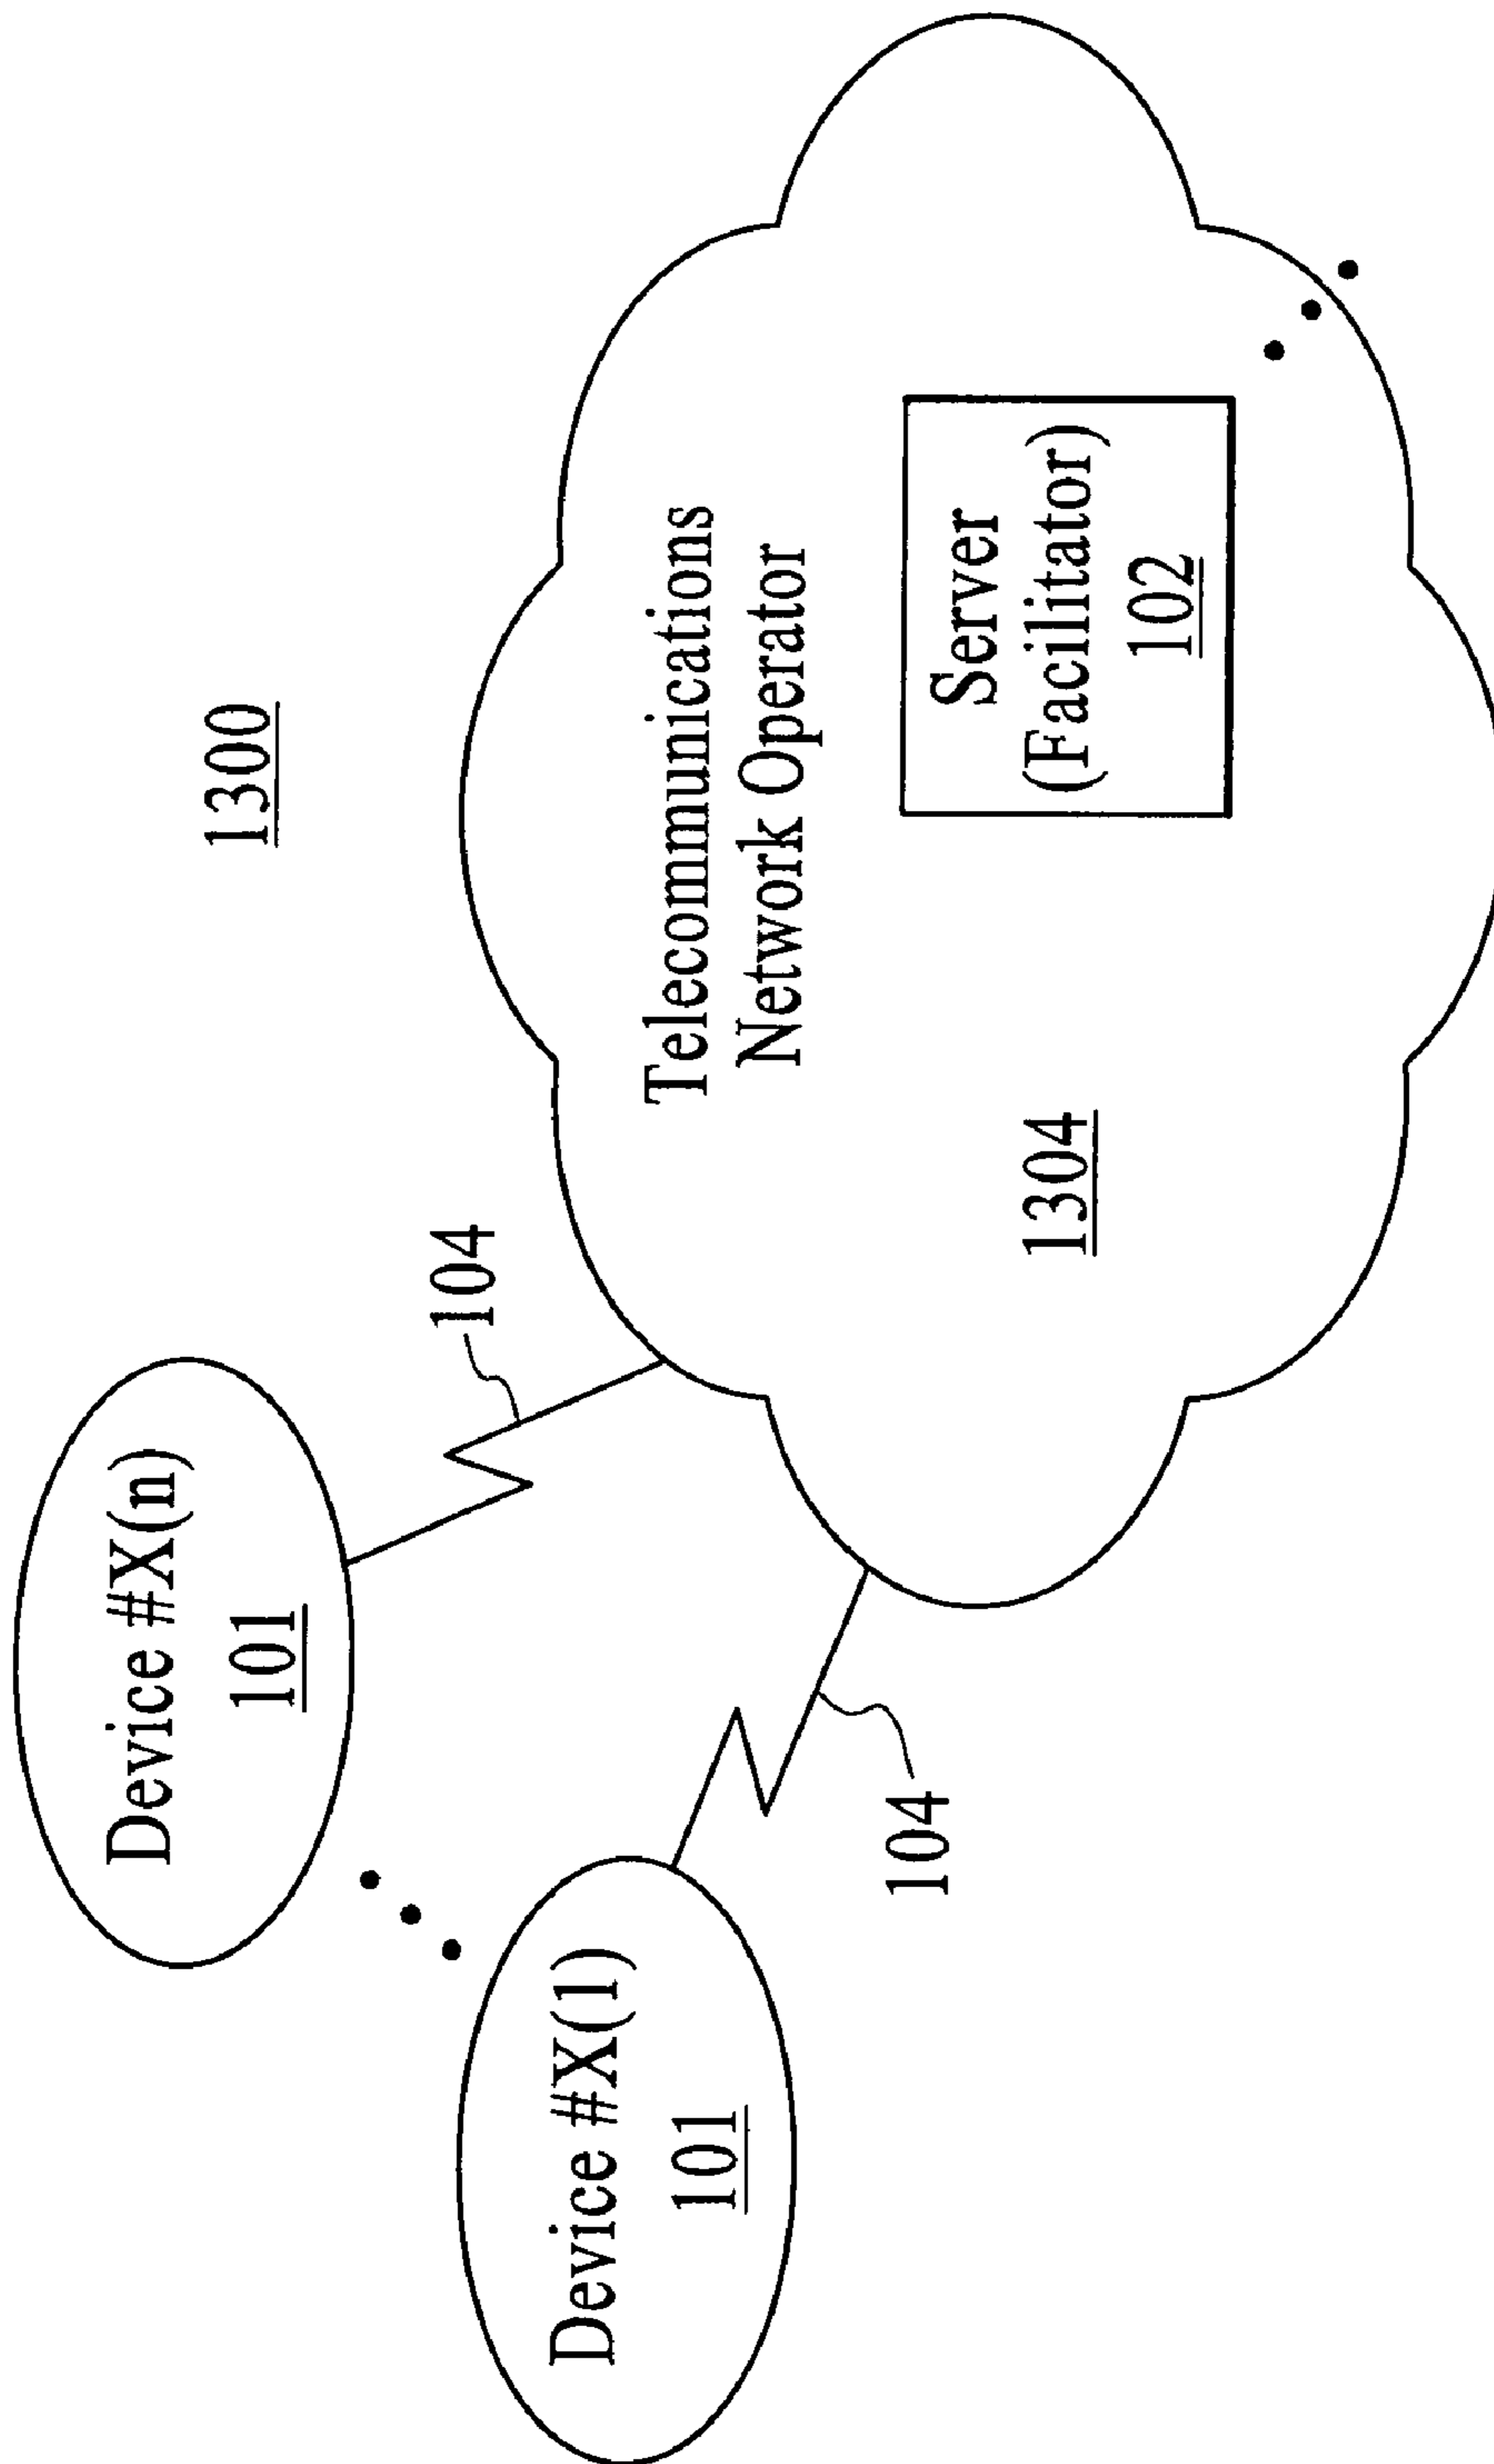 1300
Device #X(n)
101
104
Telecommunications
Network Operator
Device #X(1)
101
104
1304
Server
(Facilitator)
102